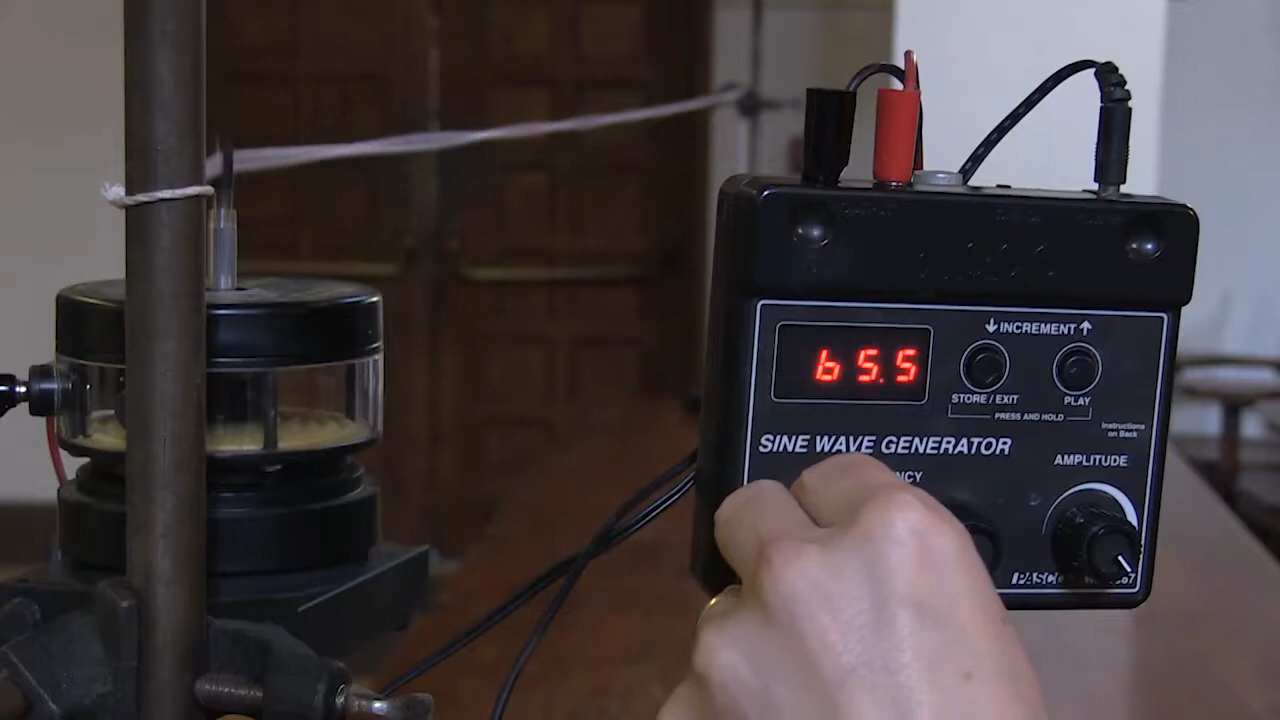 ↓INCREMENT↑
65.5
STORE / EXIT
PLAY
PRESS AND HOLD
Instructions
on Back
SINE WAVE GENERATOR
AMPLITUDE
PASCO